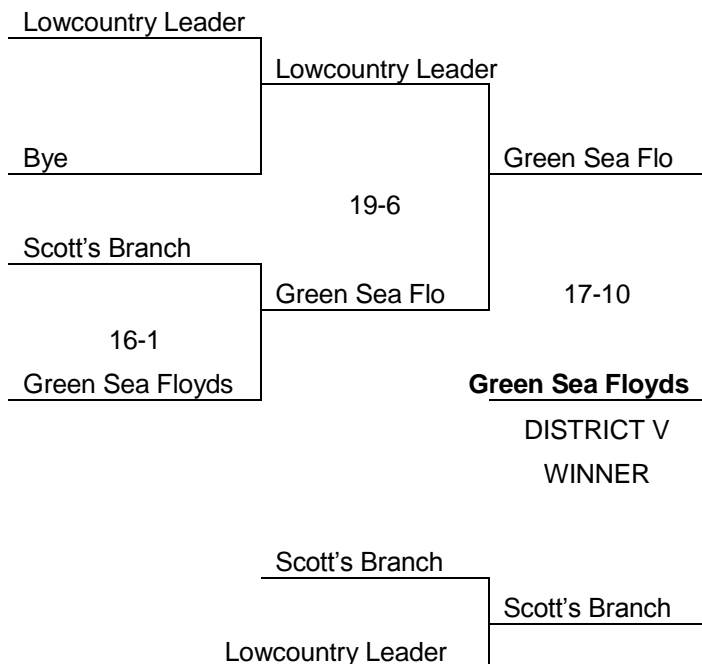 Lowcountry Leader
Lowcountry Leader
Bye
Green Sea Flo
19-6
Scott's Branch
Green Sea Flo
17-10
16-1
Green Sea Floyds
Green Sea Floyds
DISTRICT V
WINNER
Scott's Branch
Scott's Branch
Lowcountry Leader